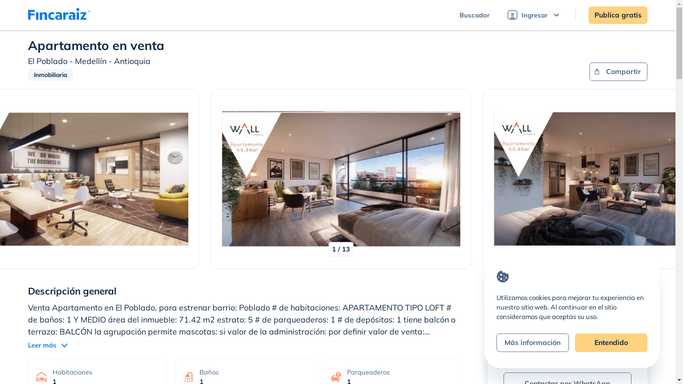 Fincaraiz
Buscador
Ingresar
Publica gratis
Apartamento en venta
El Poblado - Medellín - Antioquia
Inmobiliaria
Compartir
WALL
WALL
1 / 13
Descripción general
Venta Apartamento en El Poblado, para estrenar barrio: Poblado # de habitaciones: APARTAMENTO TIPO LOFT #
de baños: 1 Y MEDIO área del inmueble: 71.42 m2 estrato: 5 # de parqueaderos: 1 # de depósitos: 1 tiene balcón o
terraza: BALCÓN la agrupación permite mascotas: si valor de la administración: por definir valor de venta:...
Leer más
Habitaciones
1
Baños
1
Parqueaderos
1
Utilizamos cookies para mejorar tu experiencia en
nuestro sitio web. Al continuar en el sitio
consideramos que aceptas su uso.
Más información
Entendido
Contactar por WhatsApp